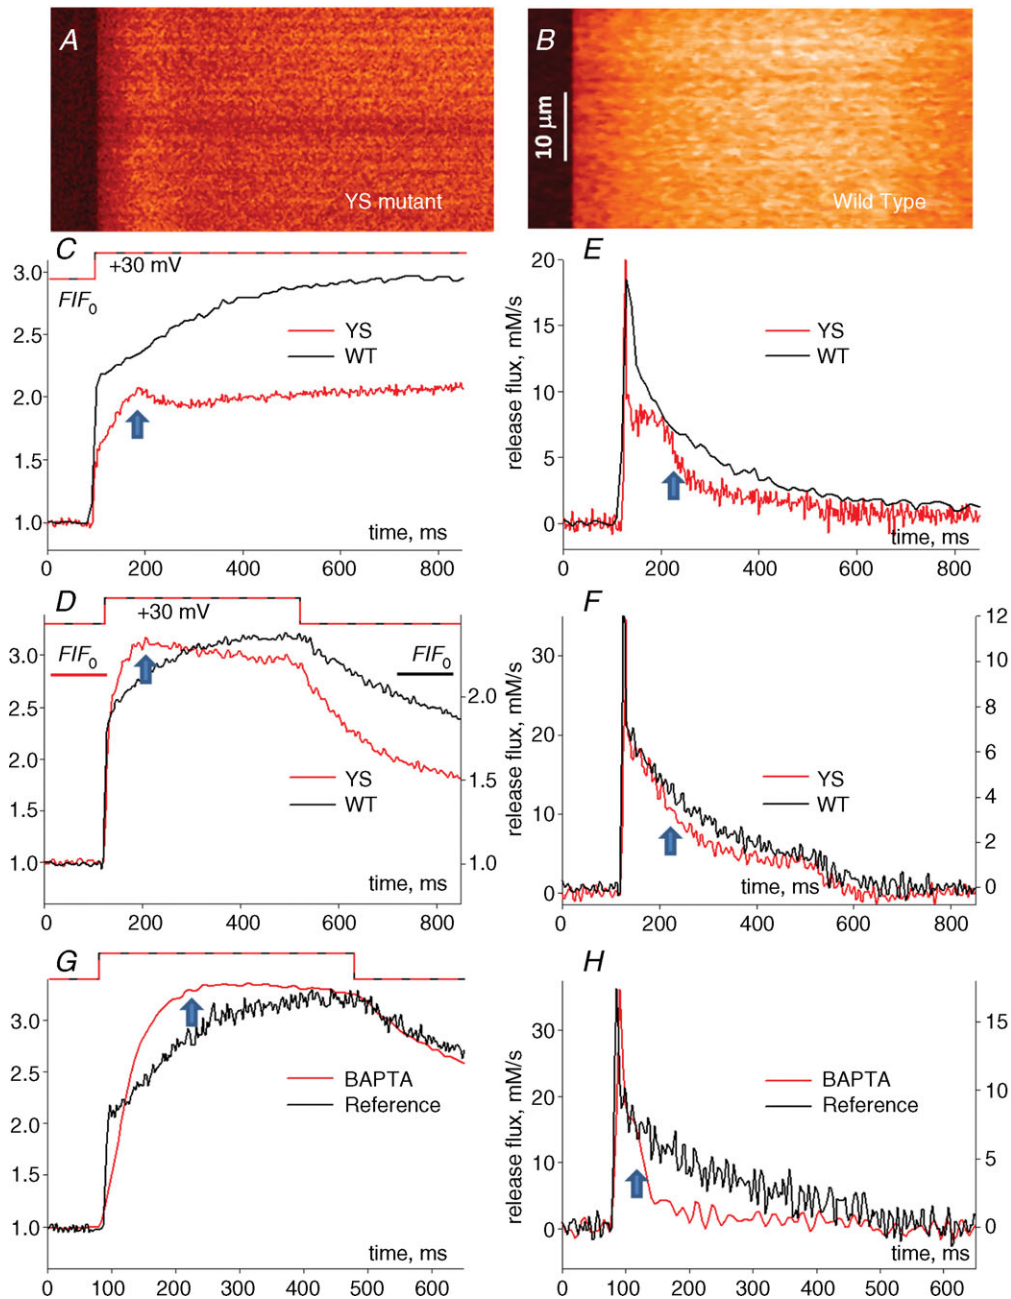 A
YS mutant
B
10 µm
Wild Type
C
+30 mV
3.0
FIF0
2.5
YS
WT
2.0
1.5
1.0
time, ms
0 200 400 600 800
E
20
15
10
5
0
release flux, mM/s
YS
WT
time, ms
0 200 400 600 800
D
+30 mV
FIF0
FIF0
3.0
2.5
2.0
1.5
1.0
2.0
1.5
1.0
YS
WT
time, ms
0 200 400 600 800
F
30
20
10
0
release flux, mM/s
12
10
8
6
4
2
0
YS
WT
time, ms
0 200 400 600 800
G
3.0
2.5
2.0
1.5
1.0
BAPTA
Reference
time, ms
0 100 200 300 400 500 600
H
30
20
10
0
release flux, mM/s
15
10
5
0
BAPTA
Reference
time, ms
0 100 200 300 400 500 600